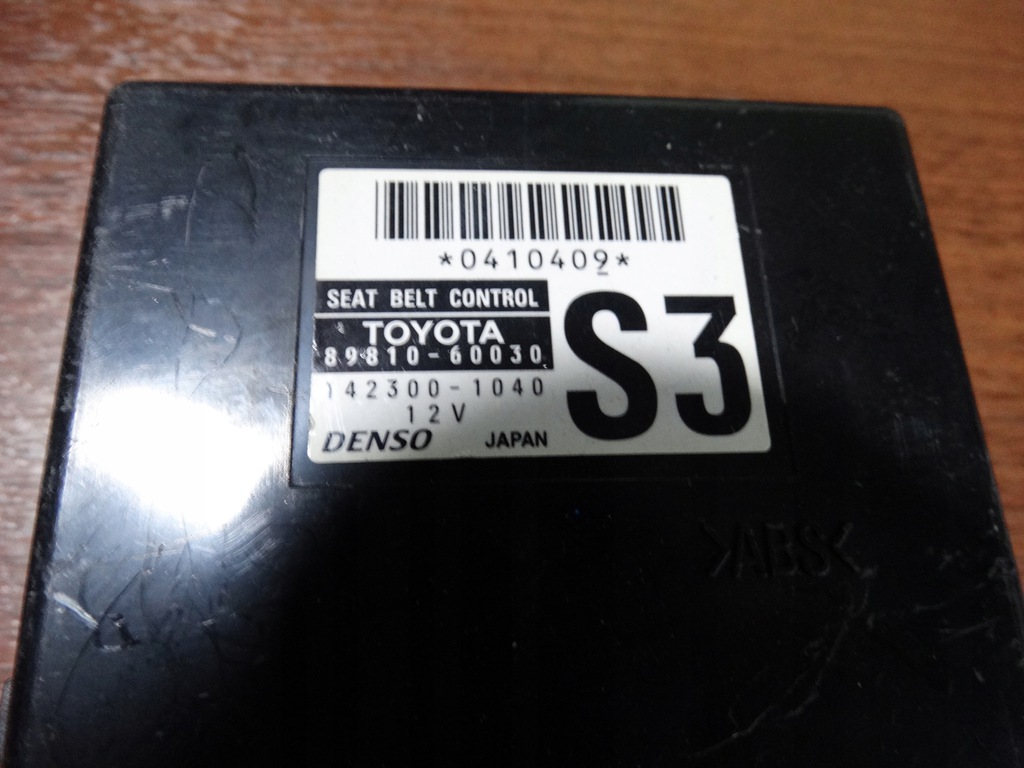 *0410409*
SEAT BELT CONTROL
TOYOTA
89810-60030
142300-1040
12V
DENSO JAPAN
S3
>ABS<